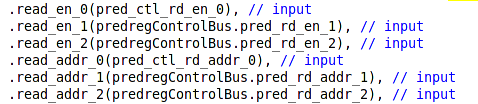 .read_en_0(pred_ctl_rd_en_0), // input
.read_en_1(predregControlBus.pred_rd_en_1), // input
.read_en_2(predregControlBus.pred_rd_en_2), // input
.read_addr_0(pred_ctl_rd_addr_0), // input
.read_addr_1(predregControlBus.pred_rd_addr_1), // input
.read_addr_2(predregControlBus.pred_rd_addr_2), // input